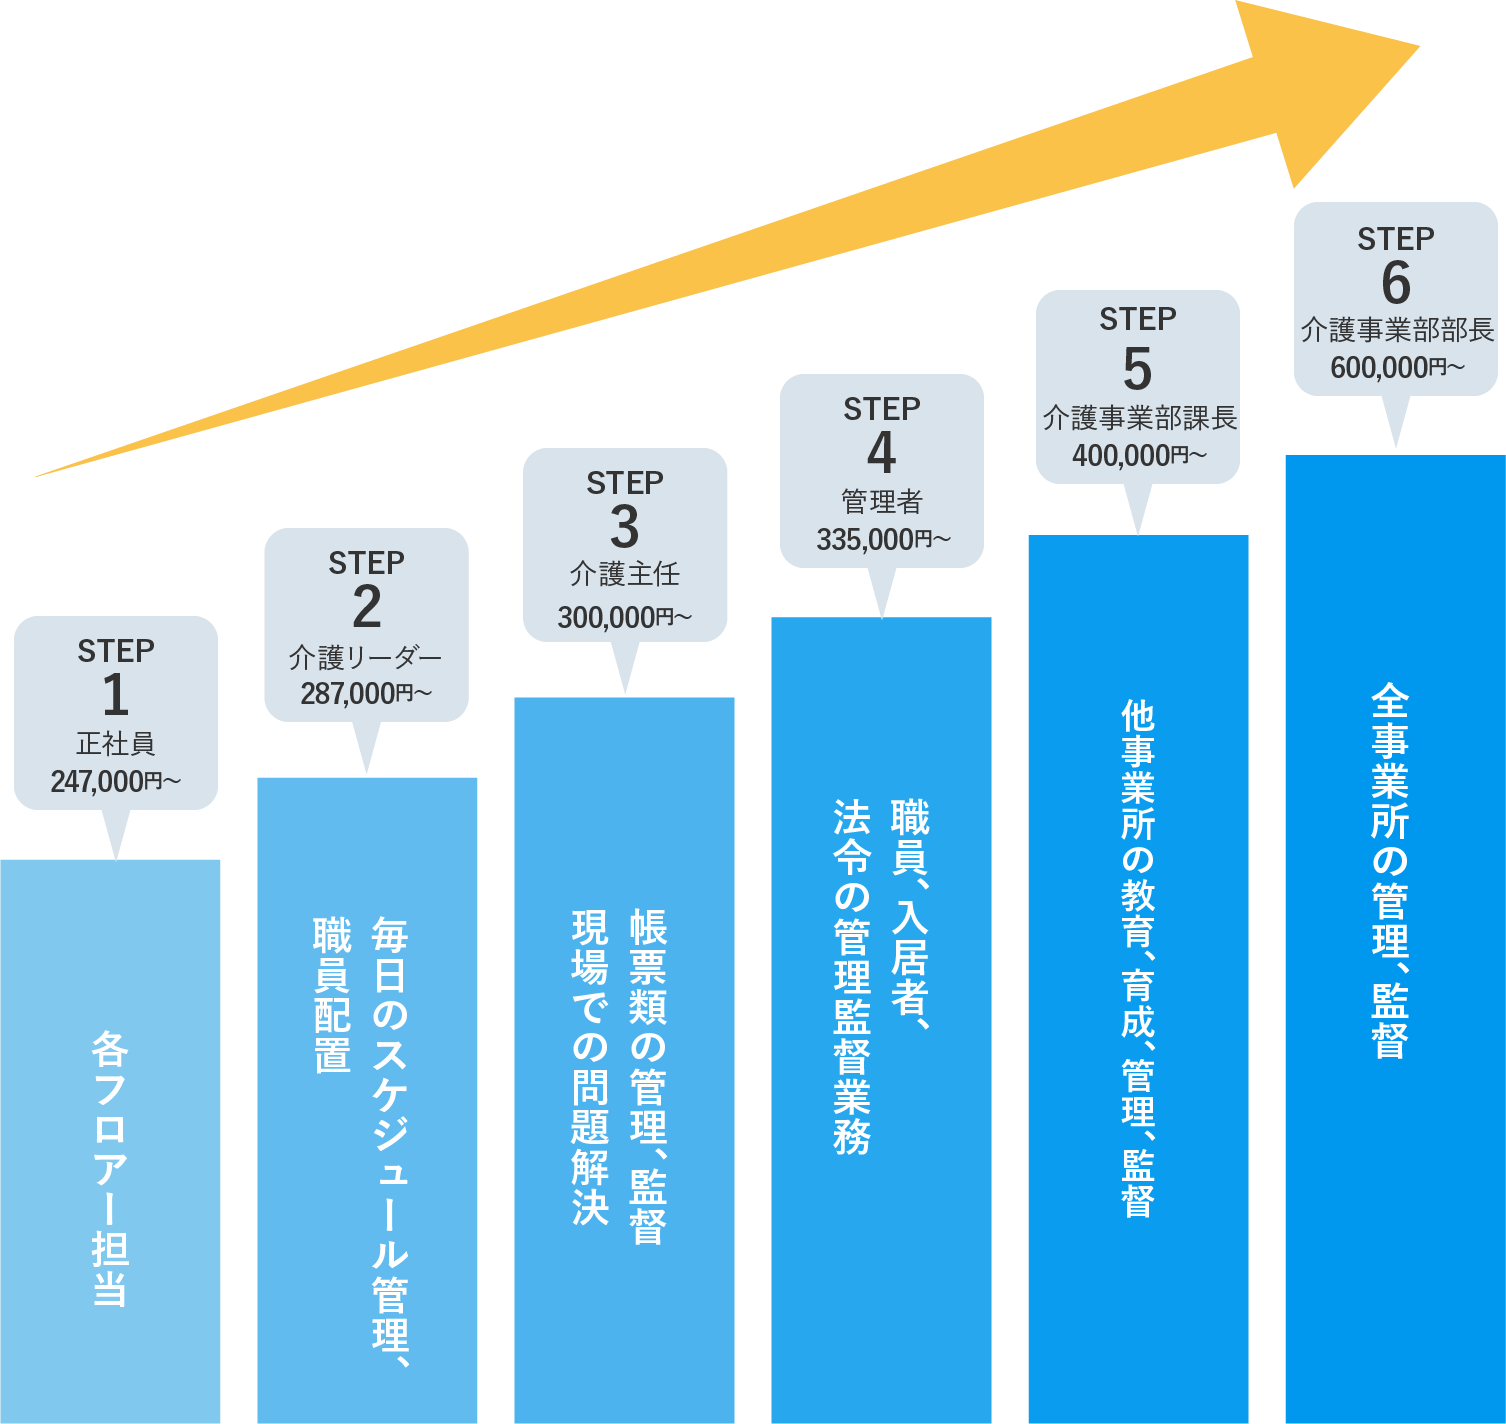 STEP
1
正社員
247,000円〜
各フロアー担当
STEP
2
介護リーダー
287,000円〜
毎日のスケジュール管理、
職員配置
STEP
3
介護主任
300,000円〜
帳票類の管理、監督
現場での問題解決
STEP
4
管理者
335,000円〜
職員、入居者、
法令の管理監督業務
STEP
5
介護事業部課長
400,000円〜
他事業所の教育、育成、管理、監督
STEP
6
介護事業部部長
600,000円〜
全事業所の管理、監督